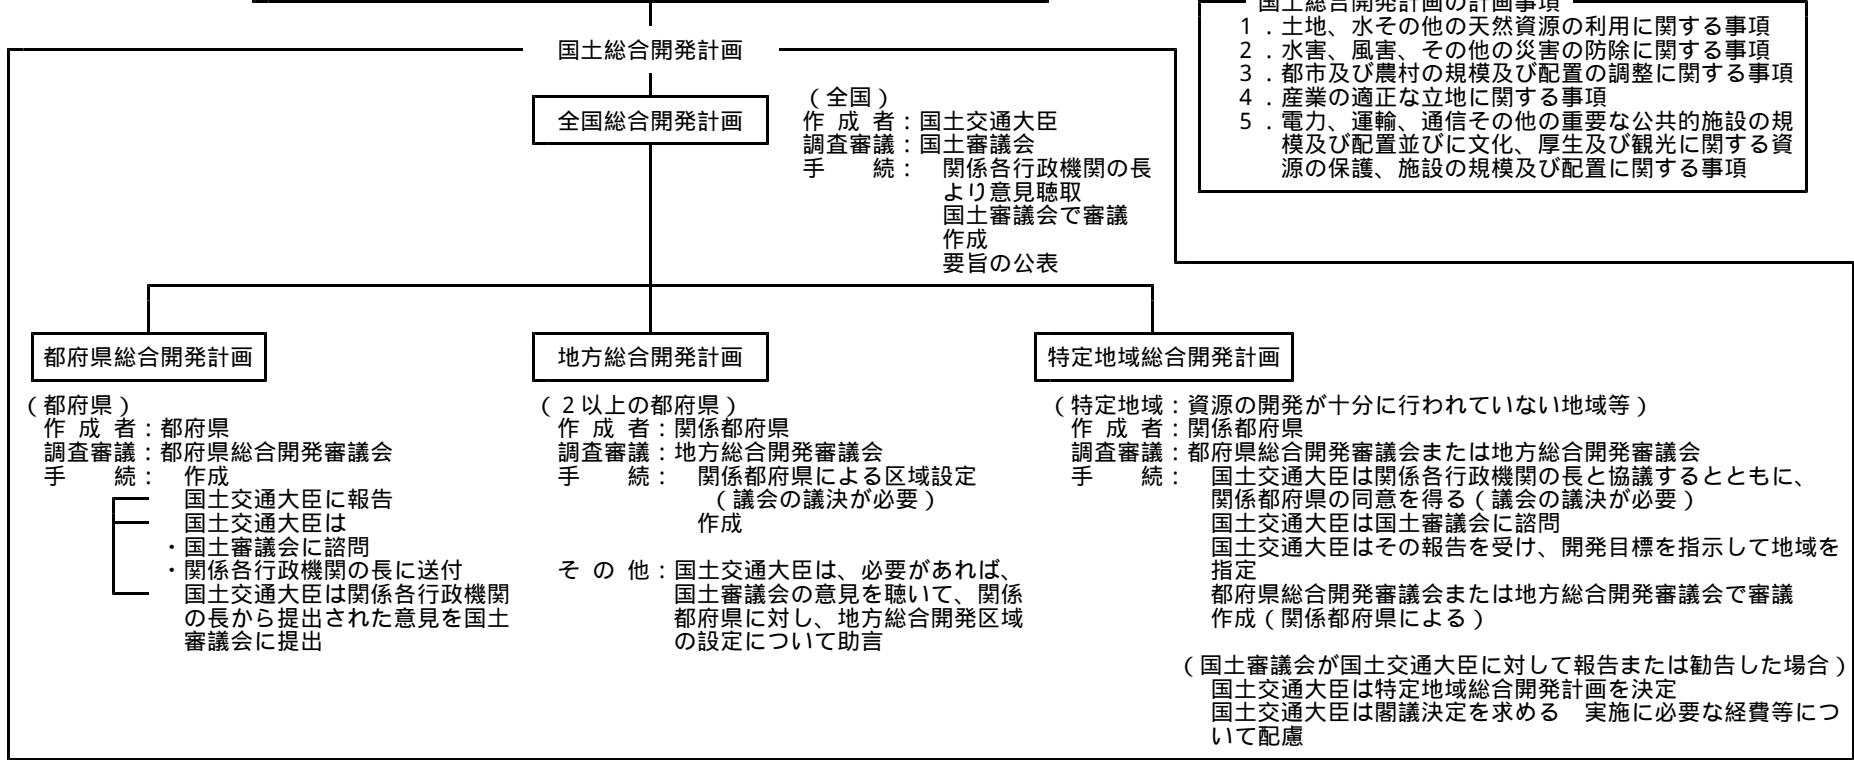 国土総合開発計画の計画事項
１．土地、水その他の天然資源の利用に関する事項
２．水害、風害、その他の災害の防除に関する事項
３．都市及び農村の規模及び配置の調整に関する事項
４．産業の適正な立地に関する事項
５．電力、運輸、通信その他の重要な公共的施設の規
模及び配置並びに文化、厚生及び観光に関する資
源の保護、施設の規模及び配置に関する事項
国土総合開発計画
全国総合開発計画
（全国）
作 成 者：国土交通大臣
調査審議：国土審議会
手　　続：　関係各行政機関の長
より意見聴取
国土審議会で審議
作成
要旨の公表
都府県総合開発計画
（都府県）
作 成 者：都府県
調査審議：都府県総合開発審議会
手　　続：　作成
国土交通大臣に報告
国土交通大臣は
・国土審議会に諮問
・関係各行政機関の長に送付
国土交通大臣は関係各行政機関
の長から提出された意見を国土
審議会に提出
地方総合開発計画
（２以上の都府県）
作 成 者：関係都府県
調査審議：地方総合開発審議会
手　　続：　関係都府県による区域設定
（議会の議決が必要）
作成
そ の 他：国土交通大臣は、必要があれば、
国土審議会の意見を聴いて、関係
都府県に対し、地方総合開発区域
の設定について助言
特定地域総合開発計画
（特定地域：資源の開発が十分に行われていない地域等）
作 成 者：関係都府県
調査審議：都府県総合開発審議会または地方総合開発審議会
手　　続：　国土交通大臣は関係各行政機関の長と協議するとともに、
関係都府県の同意を得る（議会の議決が必要）
国土交通大臣は国土審議会に諮問
国土交通大臣はその報告を受け、開発目標を指示して地域を
指定
都府県総合開発審議会または地方総合開発審議会で審議
作成（関係都府県による）
（国土審議会が国土交通大臣に対して報告または勧告した場合）
国土交通大臣は特定地域総合開発計画を決定
国土交通大臣は閣議決定を求める　実施に必要な経費等につ
いて配慮